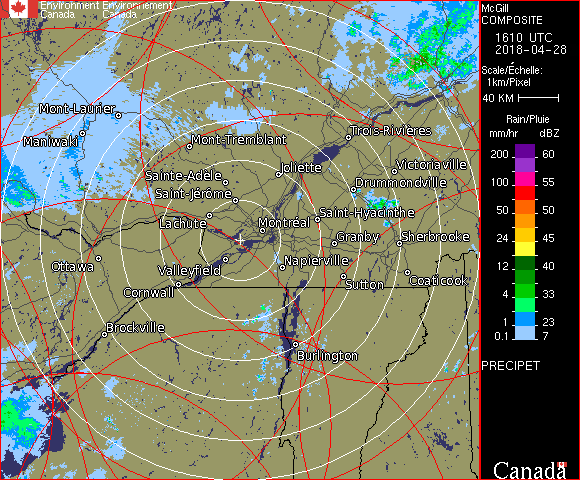 Environment Environnement
Canada Canada
McGill
COMPOSITE
1610 UTC
2018-04-28
Scale/Échelle:
1km/Pixel
40 KM
Rain/Pluie
mm/hr dBZ
200 60
100 55
50 50
24 45
12 40
4 33
1 23
0.1 7
PRECIPET
Canada
Mont-Laurier
Maniwaki
Mont-Tremblant
Trois-Rivières
Joliette
Victoriaville
Sainte-Adèle
Drummondville
Saint-Jérôme
Saint-Hyacinthe
Lachute
Montréal
Granby
Sherbrooke
Ottawa
Valleyfield
Napierville
Cornwall
Sutton
Coaticook
Brockville
Burlington